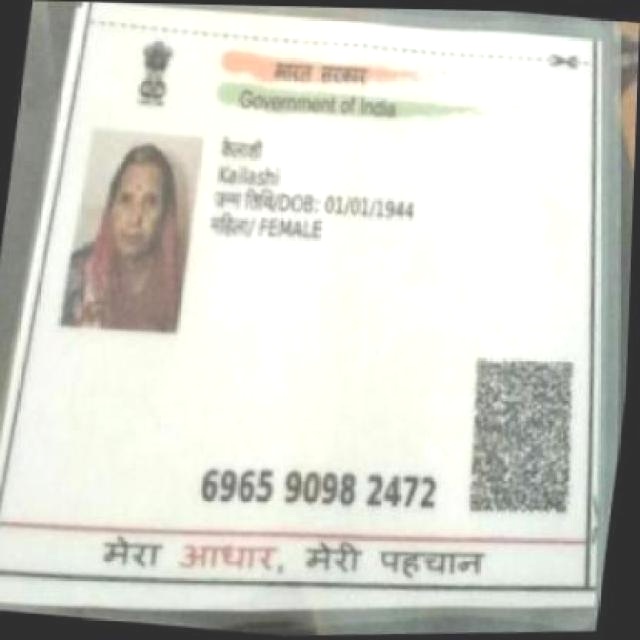 भारत सरकार
Government of India
कैलाशी
Kailashi
जन्म तिथि/DOB: 01/01/1944
महिला/ FEMALE
6965 9098 2472
मेरा आधार, मेरी पहचान